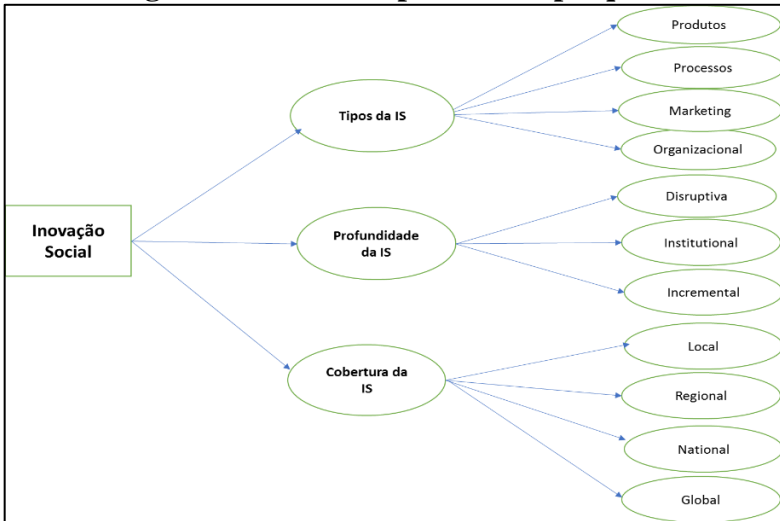 Produtos
Processos
Tipos da IS
Marketing
Organizacional
Disruptiva
Inovação
Social
Profundidade
da IS
Institutional
Incremental
Local
Cobertura da
IS
Regional
National
Global